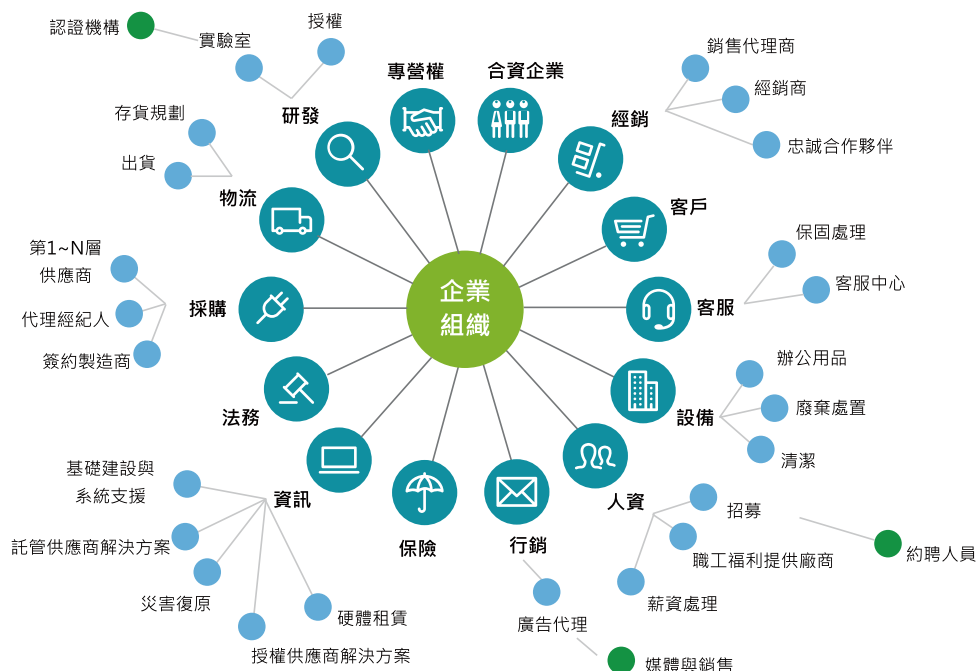 認證機構
實驗室
授權
研發
專營權
合資企業
經銷
銷售代理商
經銷商
忠誠合作夥伴
存貨規劃
出貨
物流
客戶
第1~N層
供應商
代理經紀人
簽約製造商
採購
企業
組織
客服
保固處理
客服中心
法務
設備
辦公用品
廢棄處置
清潔
基礎建設與
系統支援
託管供應商解決方案
災害復原
授權供應商解決方案
硬體租賃
資訊
保險
行銷
廣告代理
媒體與銷售
人資
招募
職工福利提供廠商
薪資處理
約聘人員